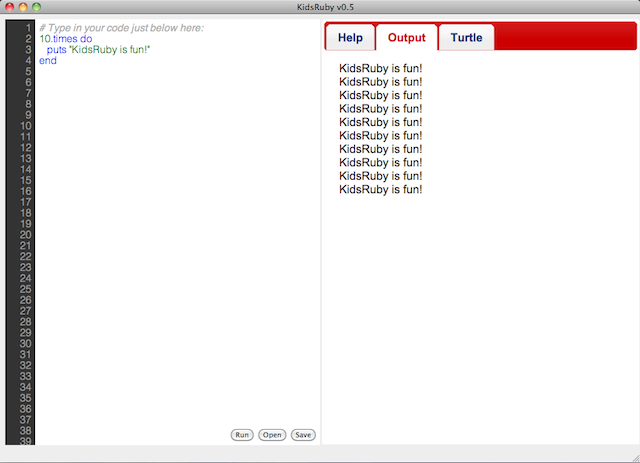 KidsRuby v0.5
1 # Type in your code just below here:
2 10.times do
3 puts "KidsRuby is fun!"
4 end
5
6
7
8
9
10
11
12
13
14
15
16
17
18
19
20
21
22
23
24
25
26
27
28
29
30
31
32
33
34
35
36
37
38
39
Run Open Save
Help Output Turtle
KidsRuby is fun!
KidsRuby is fun!
KidsRuby is fun!
KidsRuby is fun!
KidsRuby is fun!
KidsRuby is fun!
KidsRuby is fun!
KidsRuby is fun!
KidsRuby is fun!
KidsRuby is fun!